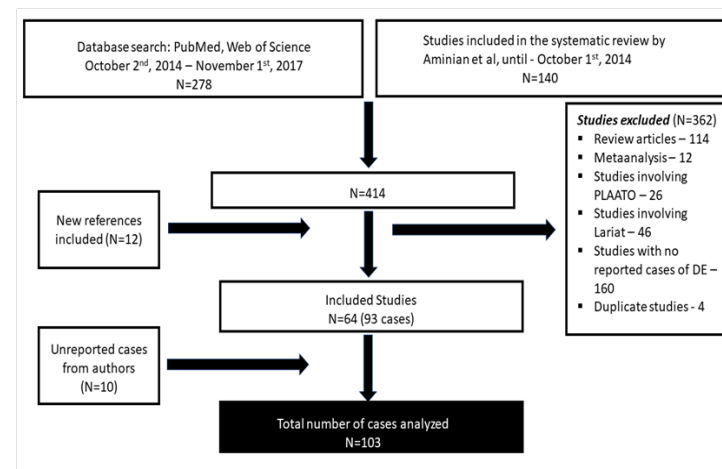 Database search: PubMed, Web of Science
October 2nd, 2014 – November 1st, 2017
N=278
Studies included in the systematic review by
Aminian et al, until - October 1st, 2014
N=140
Studies excluded (N=362)
▪ Review articles – 114
▪ Metaanalysis – 12
▪ Studies involving
PLAATO – 26
▪ Studies involving
Lariat – 46
▪ Studies with no
reported cases of DE –
160
▪ Duplicate studies - 4
N=414
New references
included (N=12)
Included Studies
N=64 (93 cases)
Unreported cases
from authors
(N=10)
Total number of cases analyzed
N=103